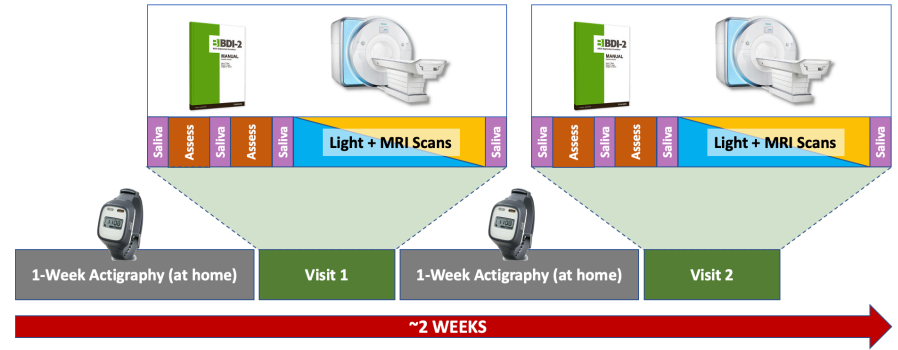 BDI-2
MANUAL
BDI-2
MANUAL
Saliva
Assess
Saliva
Assess
Saliva
Light + MRI Scans
Saliva
Saliva
Assess
Saliva
Assess
Saliva
Light + MRI Scans
Saliva
1-Week Actigraphy (at home)
Visit 1
1-Week Actigraphy (at home)
Visit 2
~2 WEEKS